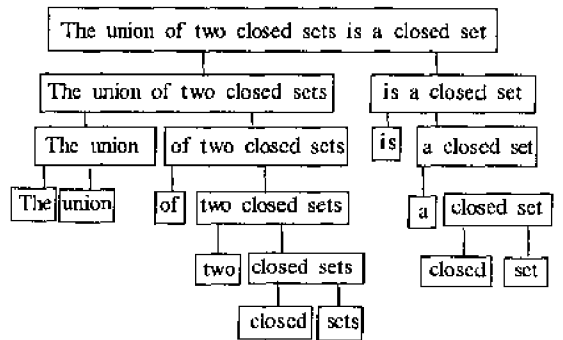 The union of two closed sets is a closed set
The union of two closed sets
is a closed set
The union
of two closed sets
is
a closed set
The
union
of
two closed sets
a
closed set
two
closed sets
closed
set
closed
sets